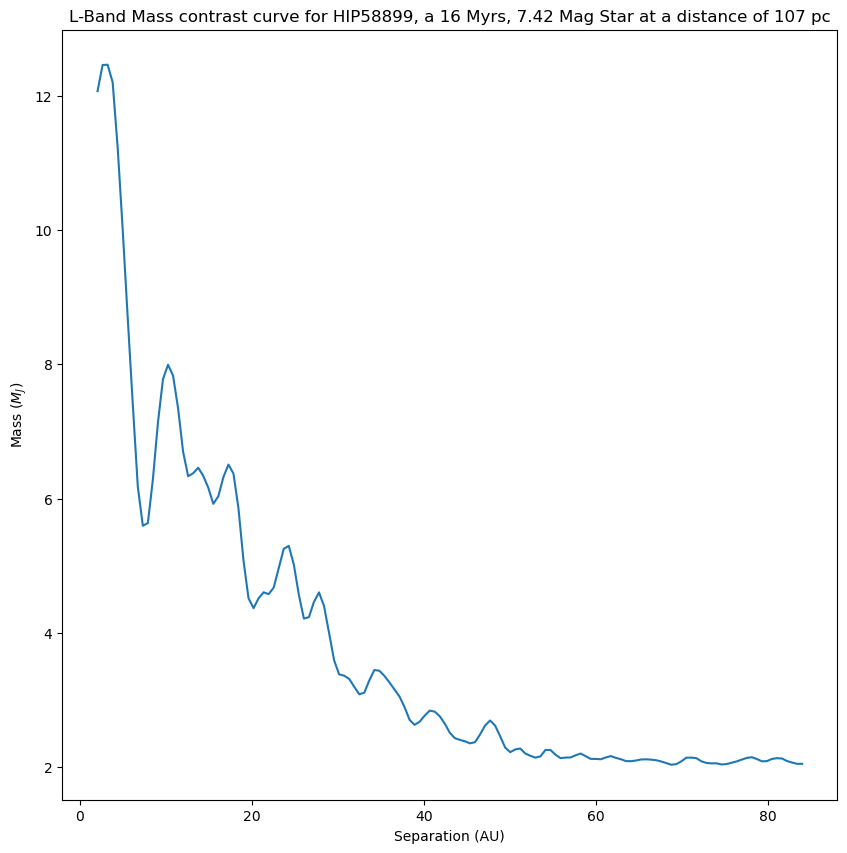 L-Band Mass contrast curve for HIP58899, a 16 Myrs, 7.42 Mag Star at a distance of 107 pc
12
10
8
6
4
2
Mass (M_J)
0 20 40 60 80
Separation (AU)